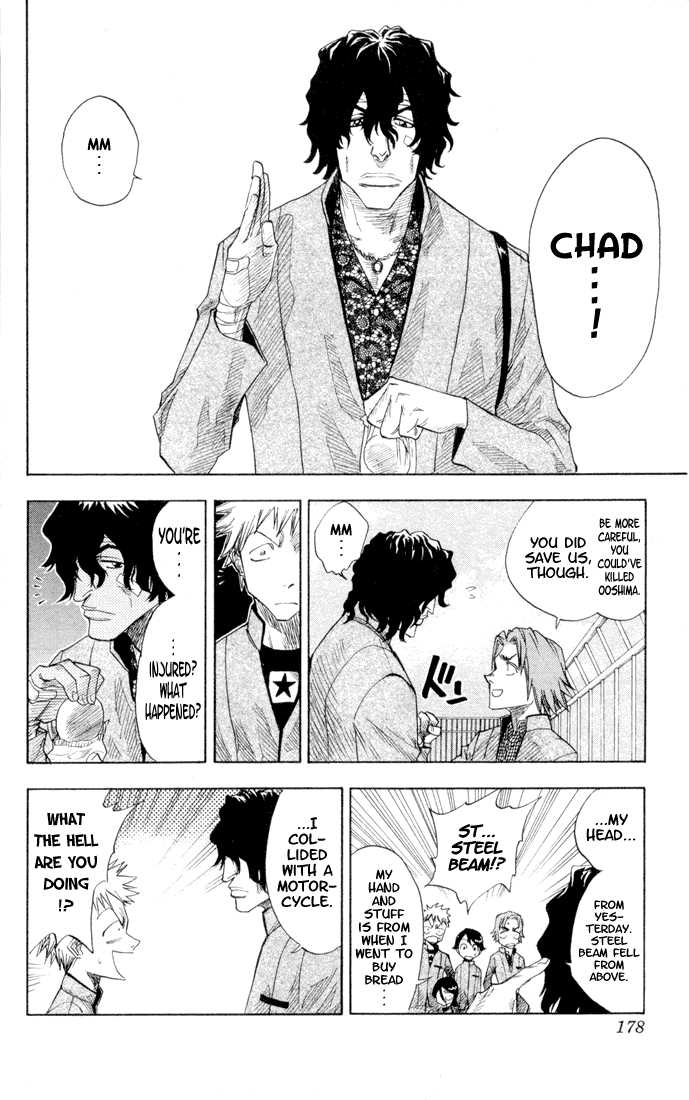 CHAD
...!
MM
...
BE MORE
CAREFUL,
YOU
COULD'VE
KILLED
OOSHIMA.
YOU DID
SAVE US,
THOUGH.
MM
...
ドン
YOU'RE
...
INJURED?
WHAT
HAPPENED?
...MY
HEAD...
FROM
YES-
TERDAY.
STEEL
BEAM FELL
FROM
ABOVE.
ST...
STEEL
BEAM!?
MY
HAND
AND
STUFF
IS FROM
WHEN I
WENT TO
BUY
BREAD
...
...I
COL-
LIDED
WITH A
MOTOR-
CYCLE.
WHAT
THE HELL
ARE YOU
DOING
!?
178